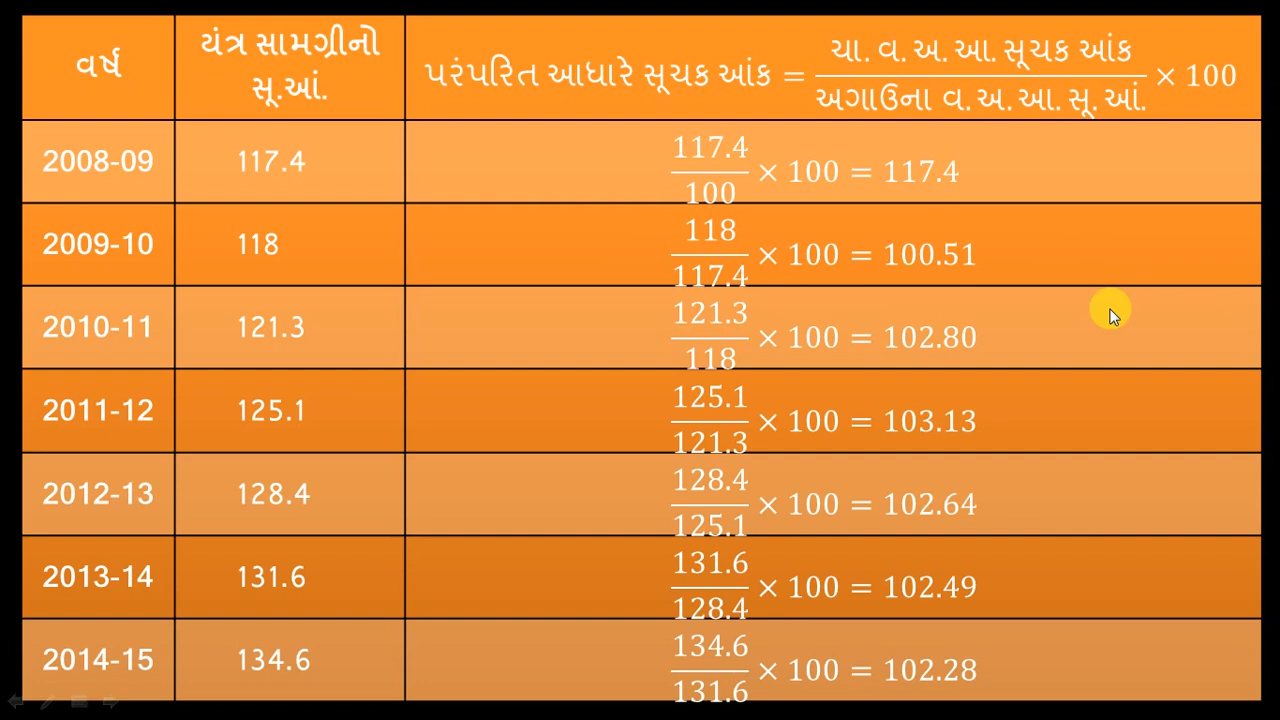 વર્ષ
યંત્ર સામગ્રીનો
સૂ.આં.
પરંપરિત આધારે સૂચક આંક = ચા. વ. અ. આ. સૂચક આંક / અગાઉના વ. અ. આ. સૂ. આં. × 100
2008-09 117.4 117.4/100 × 100 = 117.4
2009-10 118 118/117.4 × 100 = 100.51
2010-11 121.3 121.3/118 × 100 = 102.80
2011-12 125.1 125.1/121.3 × 100 = 103.13
2012-13 128.4 128.4/125.1 × 100 = 102.64
2013-14 131.6 131.6/128.4 × 100 = 102.49
2014-15 134.6 134.6/131.6 × 100 = 102.28